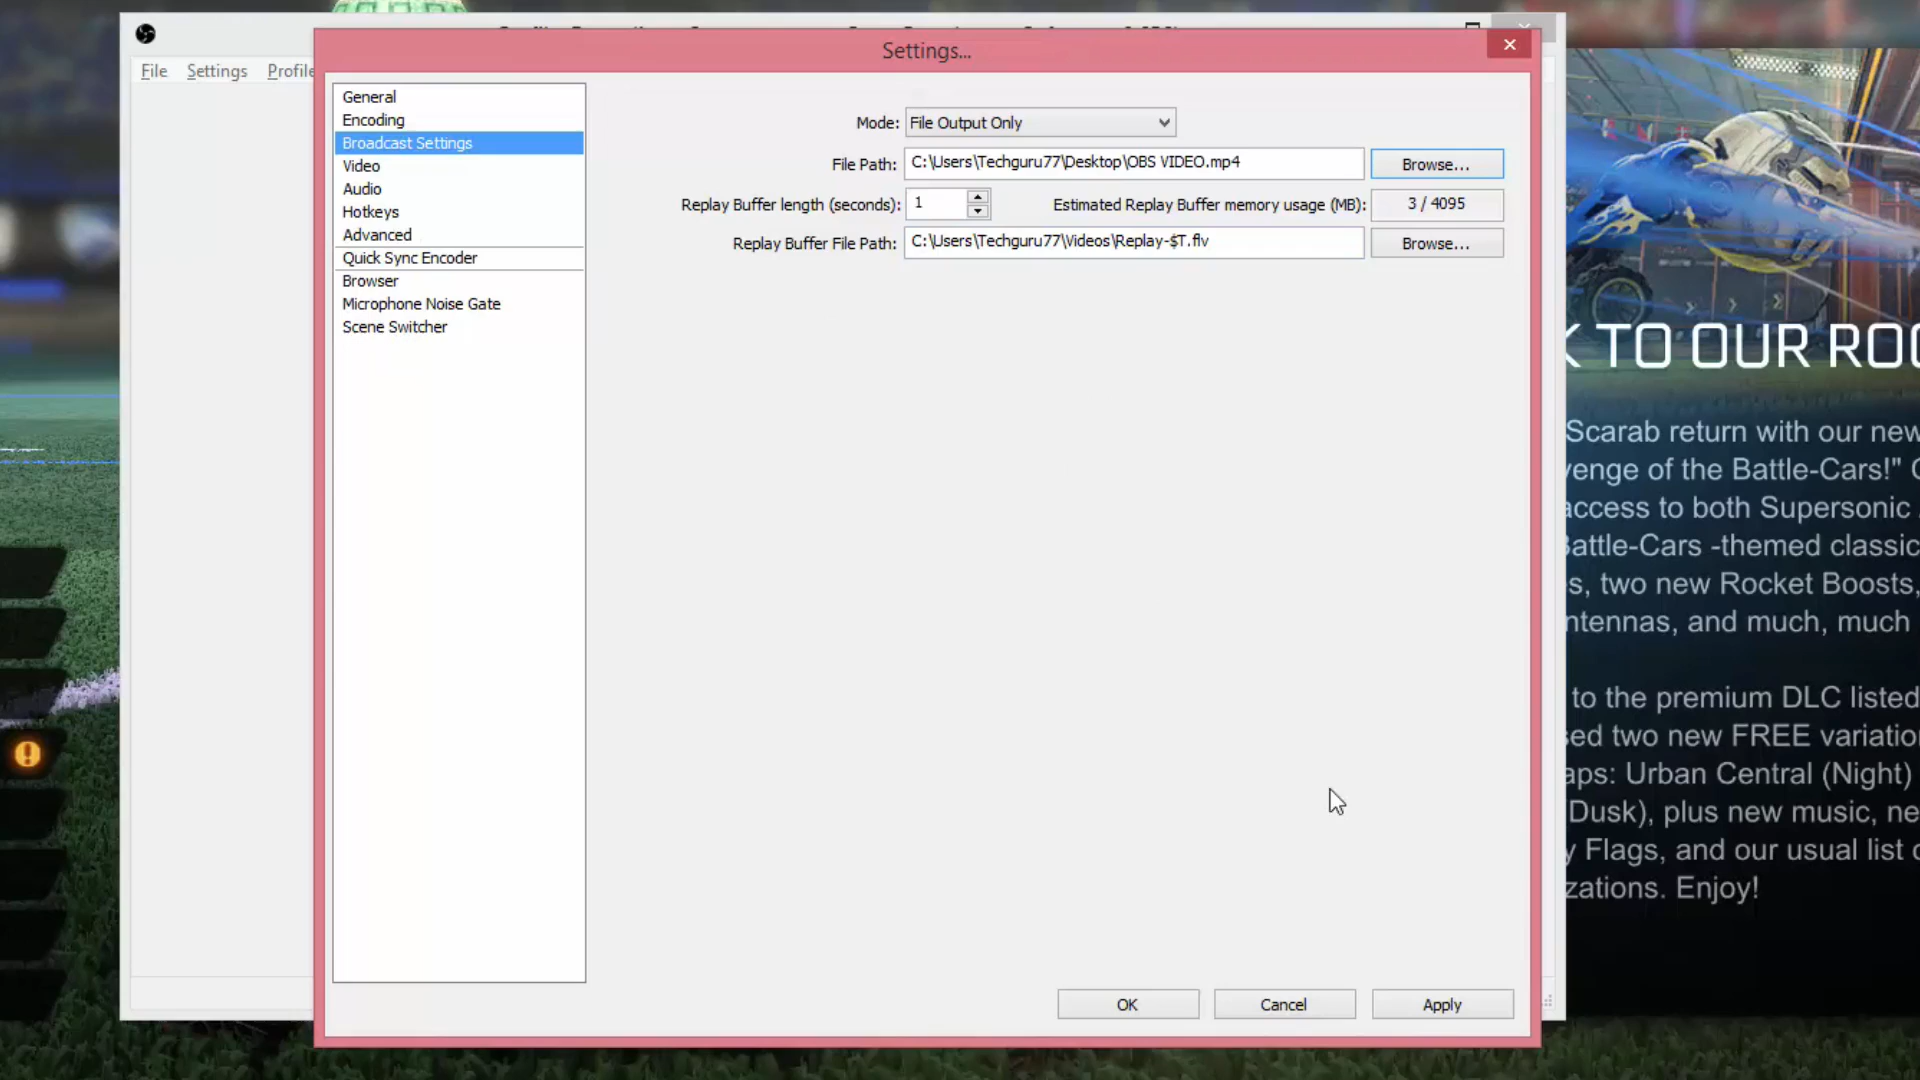 Settings...
File Settings Profile
General
Encoding
Broadcast Settings
Video
Audio
Hotkeys
Advanced
Quick Sync Encoder
Browser
Microphone Noise Gate
Scene Switcher
Mode: File Output Only
File Path: C:\Users\Techguru77\Desktop\OBS VIDEO.mp4 Browse...
Replay Buffer length (seconds): 1 Estimated Replay Buffer memory usage (MB): 3 / 4095
Replay Buffer File Path: C:\Users\Techguru77\Videos\Replay-$T.flv Browse...
OK Cancel Apply
K TO OUR ROC
Scarab return with our new
venge of the Battle-Cars!"
access to both Supersonic
Battle-Cars -themed classic
s, two new Rocket Boosts,
ntennas, and much, much
to the premium DLC listed
sed two new FREE variation
aps: Urban Central (Night)
(Dusk), plus new music, ne
y Flags, and our usual list
zations. Enjoy!